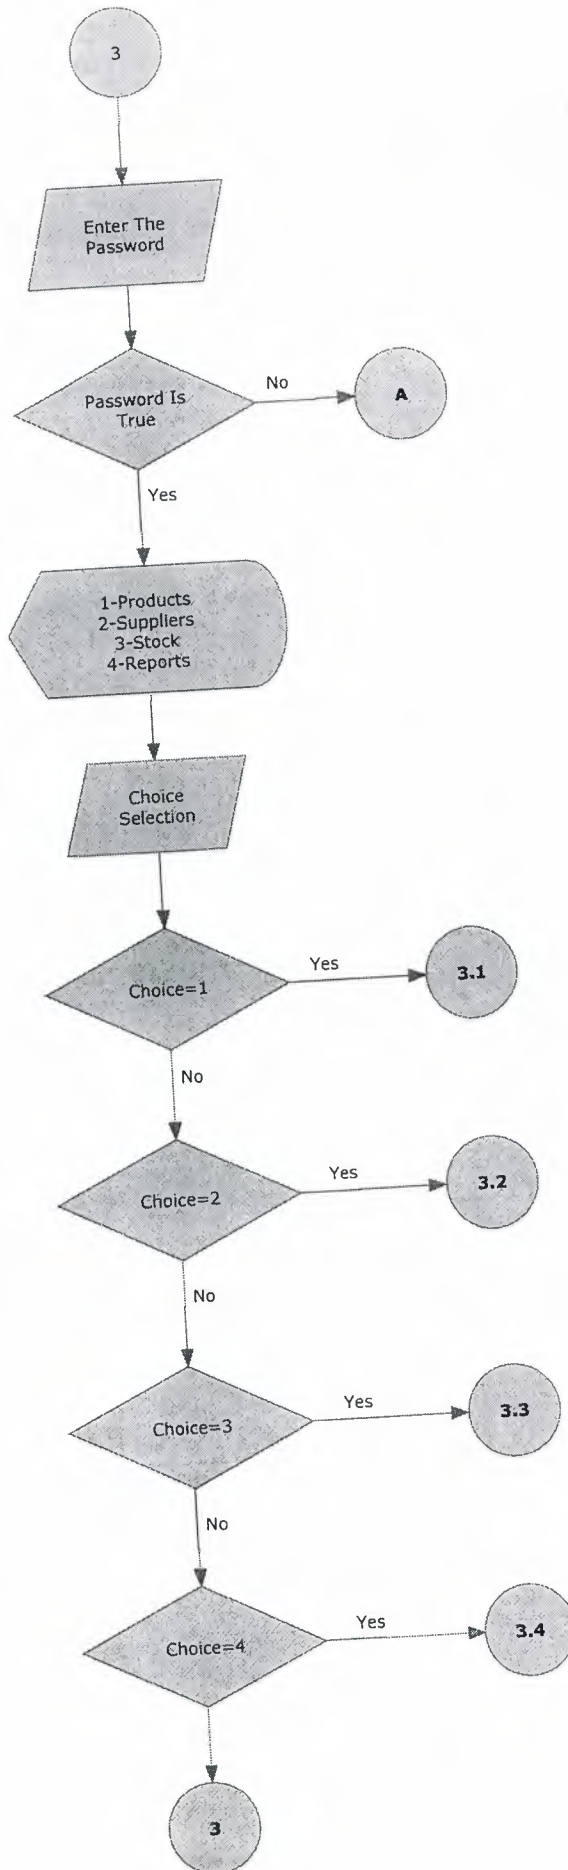 3
Enter The
Password
Password Is
True
No
A
Yes
1-Products
2-Suppliers
3-Stock
4-Reports
Choice
Selection
Choice=1
Yes
3.1
No
Choice=2
Yes
3.2
No
Choice=3
Yes
3.3
No
Choice=4
Yes
3.4
3